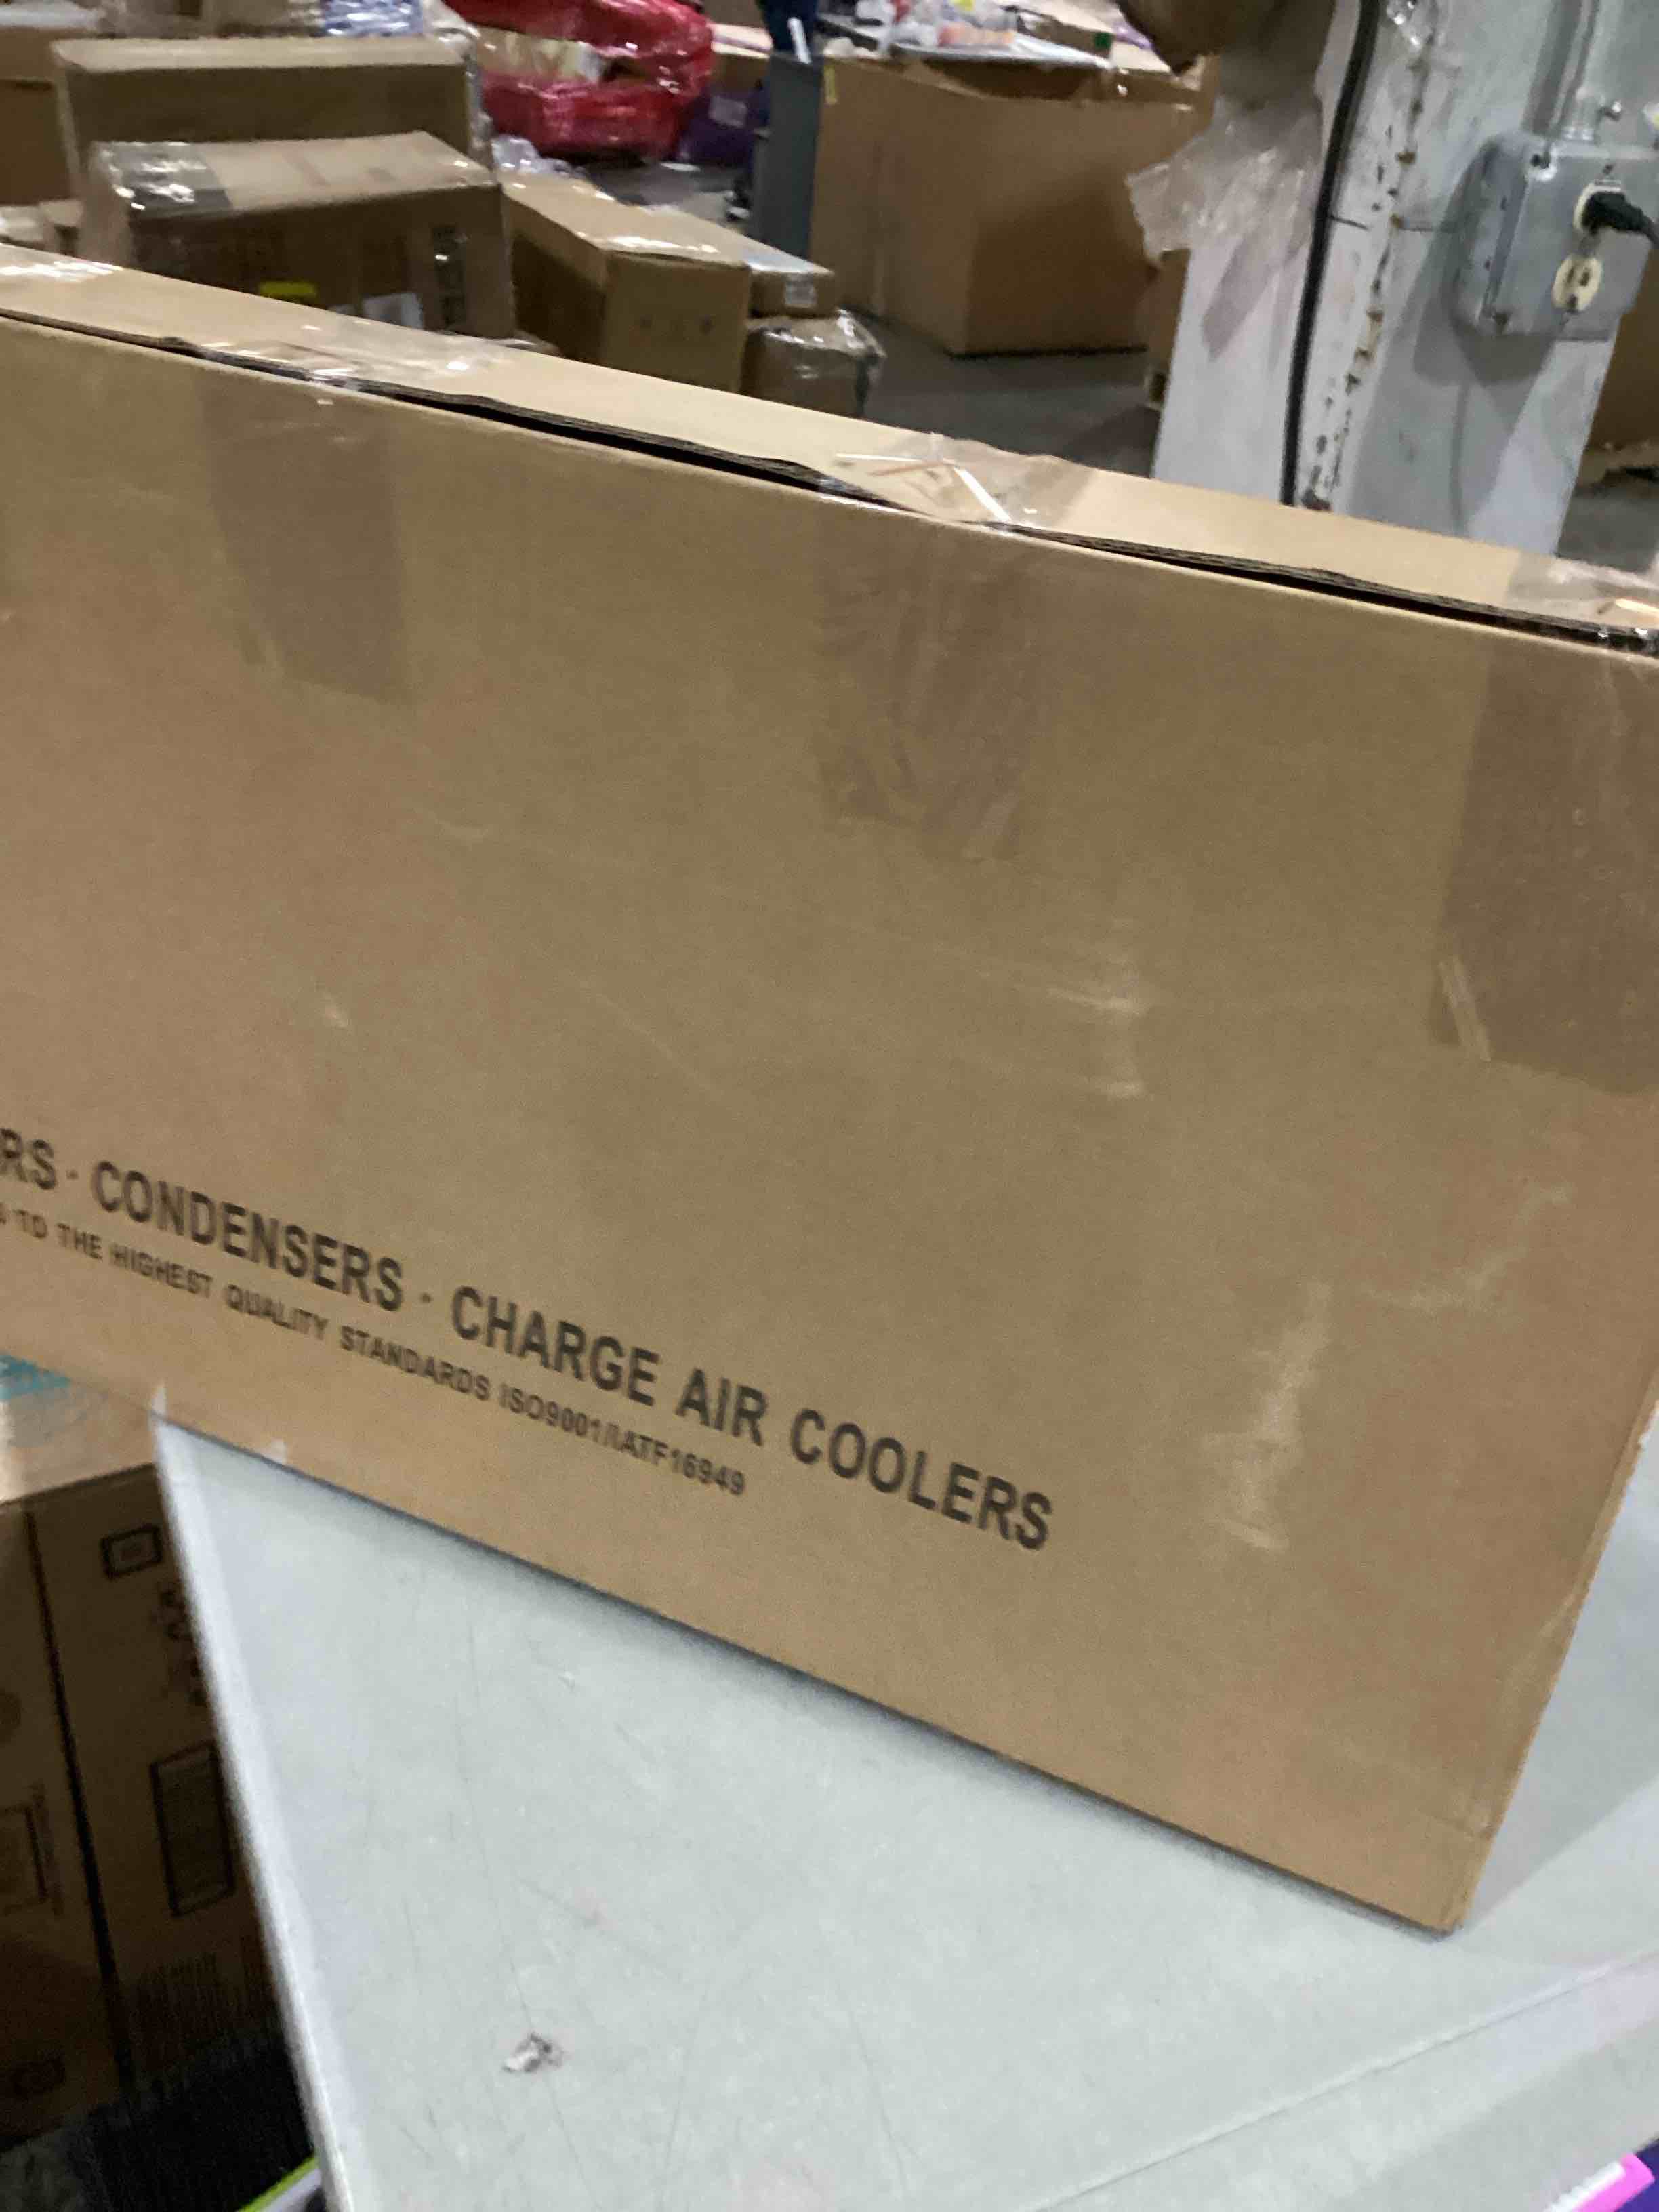 RS · CONDENSERS · CHARGE AIR COOLERS
TO THE HIGHEST QUALITY STANDARDS ISO9001/IATF16949